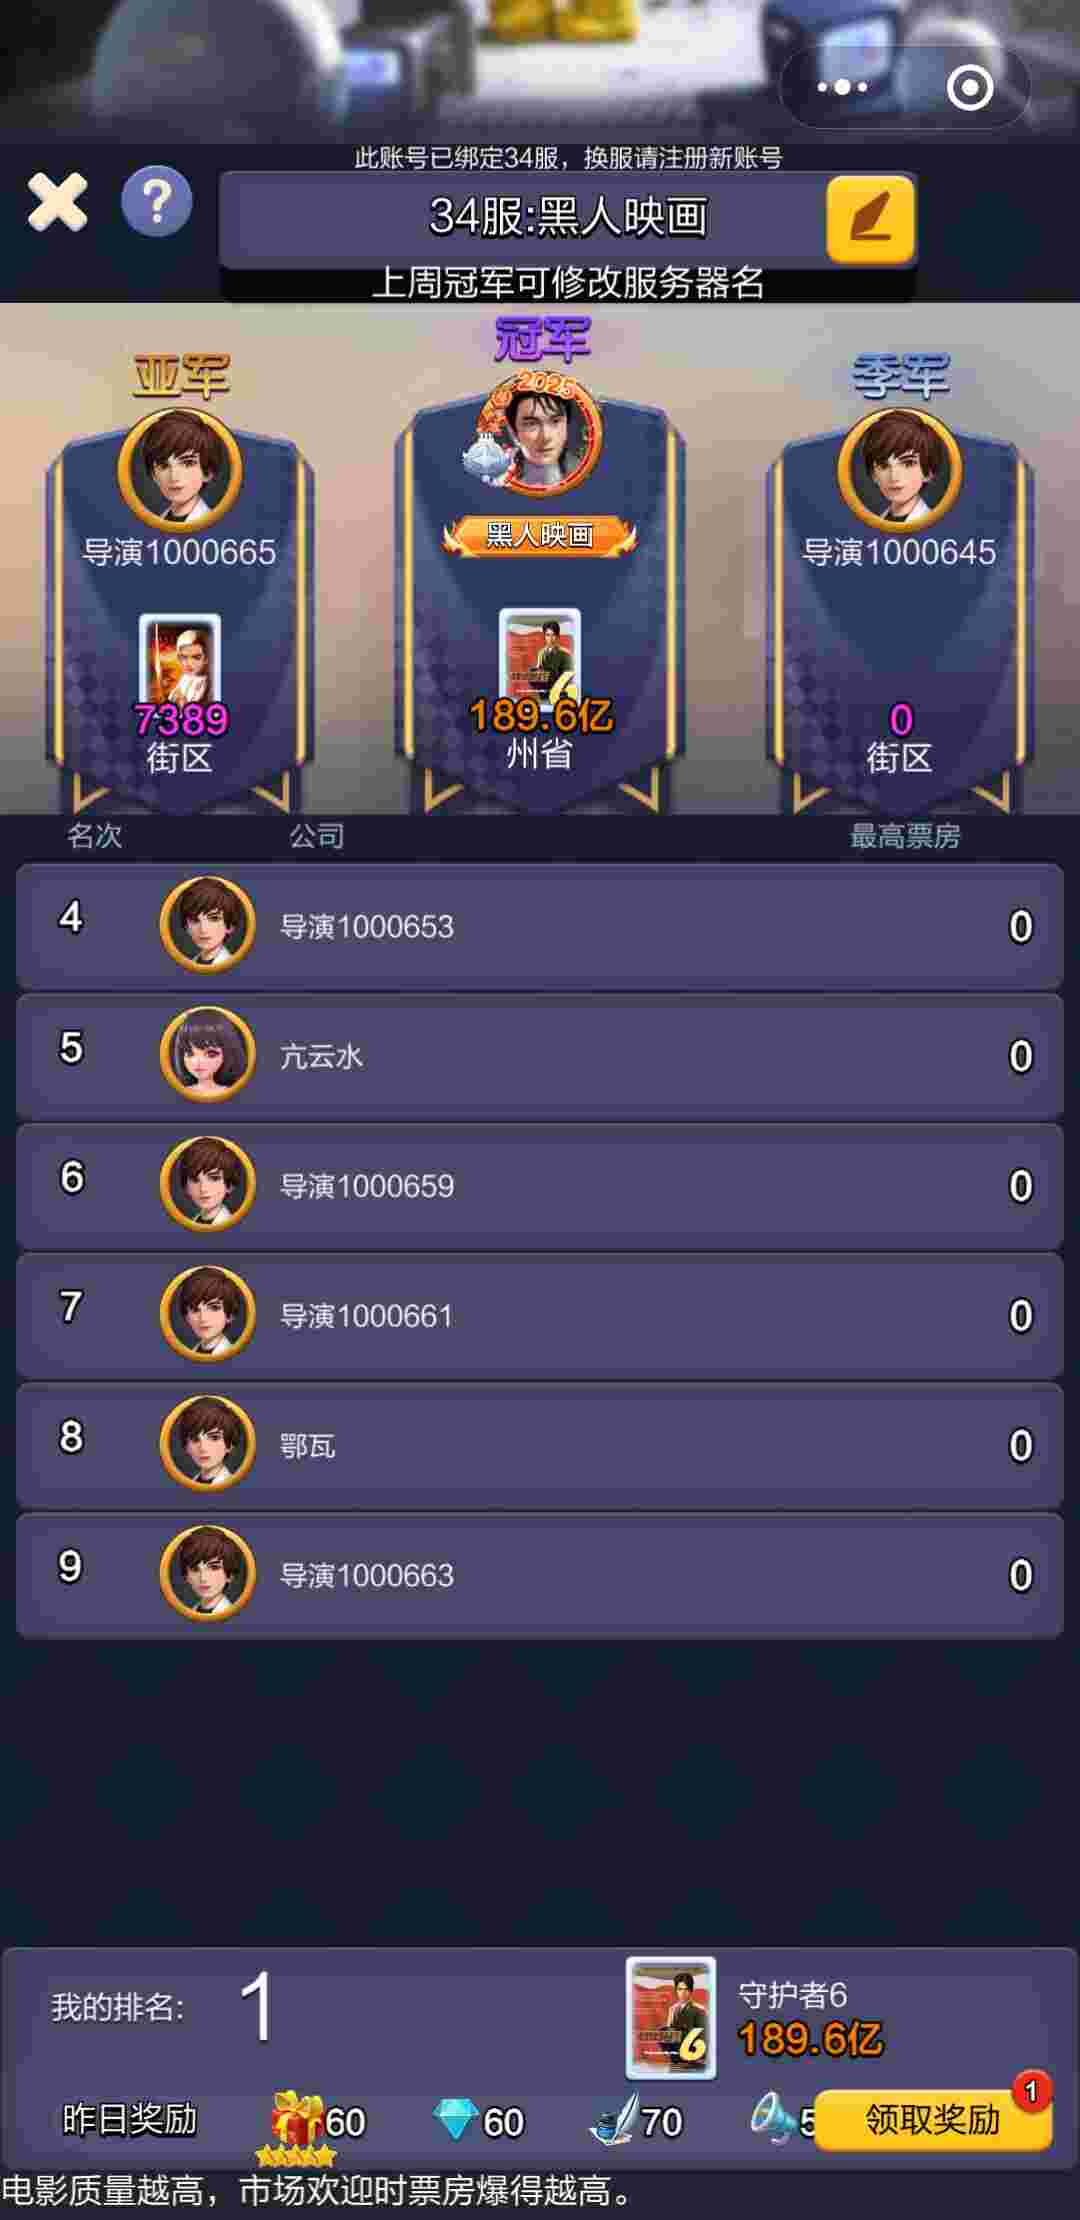 此账号已绑定34服，换服请注册新账号
?
34服:黑人映画
上周冠军可修改服务器名
亚军
冠军
季军
2025
导演1000665
黑人映画
导演1000645
6
7389
189.6亿
0
街区
州省
街区
名次
公司
最高票房
4
导演1000653
0
5
亢云水
0
6
导演1000659
0
7
导演1000661
0
8
鄂瓦
0
9
导演1000663
0
我的排名:
1
6
守护者6
189.6亿
昨日奖励
60
60
70
5
领取奖励
1
电影质量越高，市场欢迎时票房爆得越高。